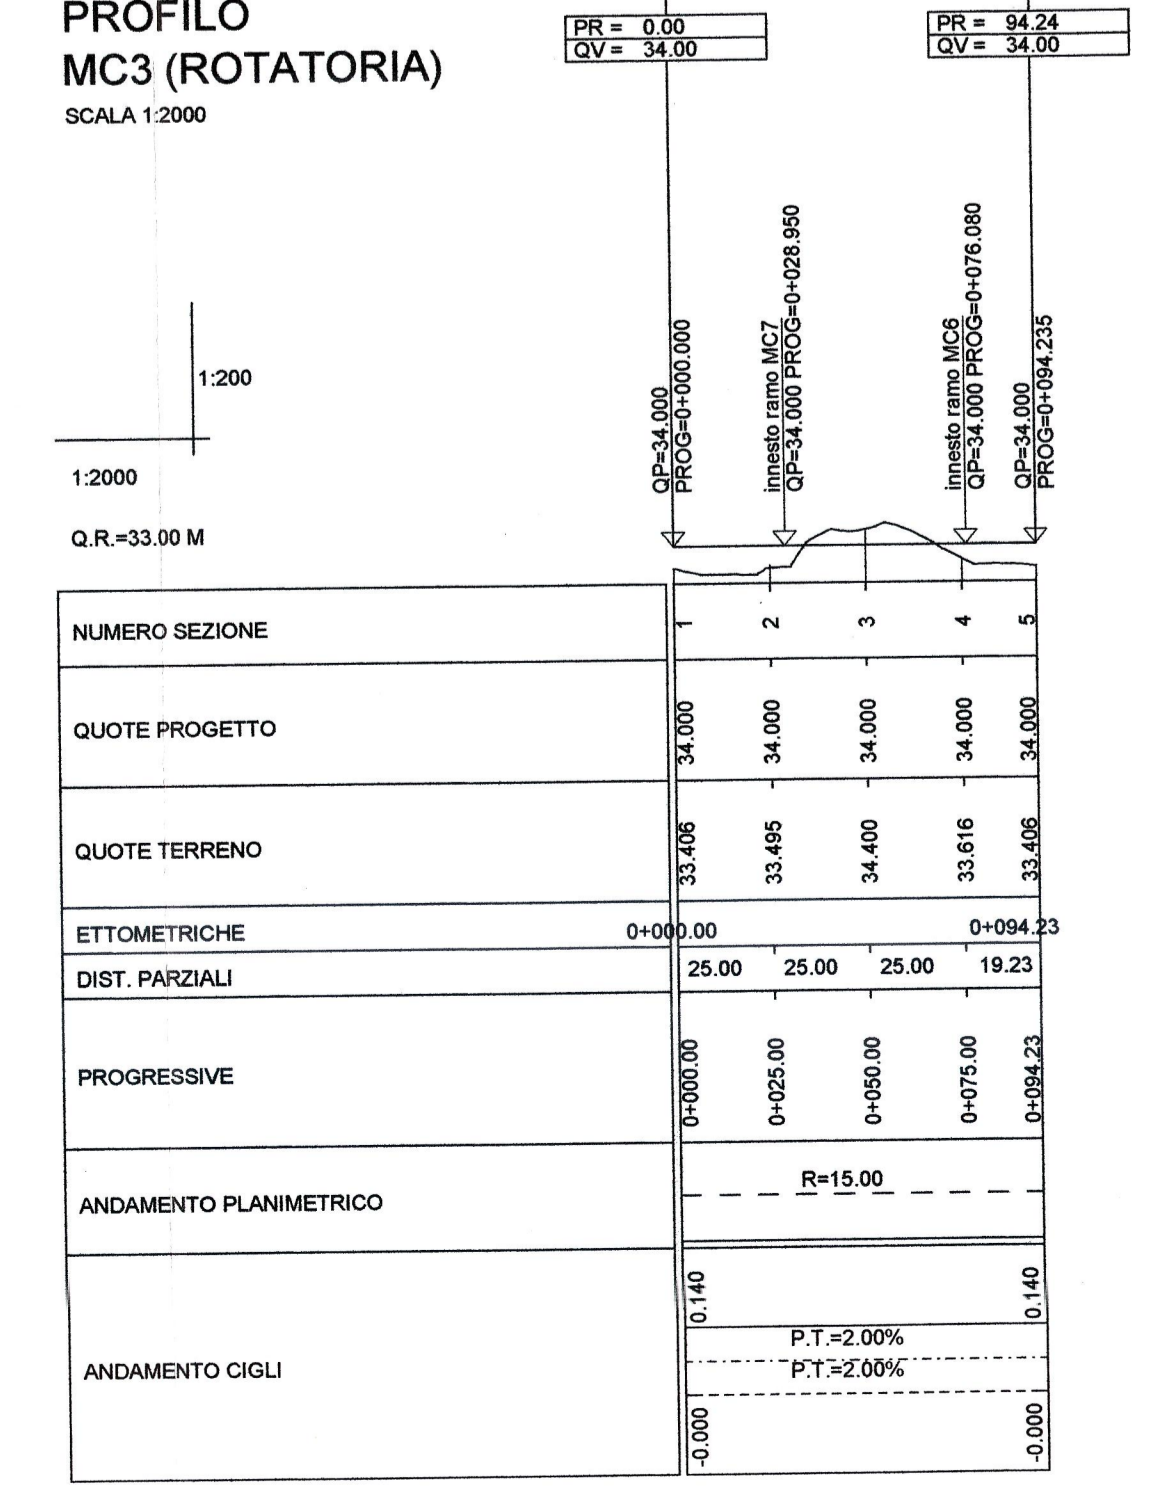 PROFILO
MC3 (ROTATORIA)
SCALA 1:2000
PR = 0.00
QV = 34.00
PR = 94.24
QV = 34.00
1:200
1:2000
Q.R.=33.00 M
QP=34.000
PROG=0+000.000
innesto ramo MC7
QP=34.000 PROG=0+028.950
innesto ramo MC6
QP=34.000 PROG=0+076.080
QP=34.000
PROG=0+094.235
NUMERO SEZIONE
1 2 3 4 5
QUOTE PROGETTO
34.000 34.000 34.000 34.000 34.000
QUOTE TERRENO
33.406 33.495 34.400 33.616 33.406
ETTOMETRICHE
0+000.00 0+094.23
DIST. PARZIALI
25.00 25.00 25.00 19.23
PROGRESSIVE
0+000.00 0+025.00 0+050.00 0+075.00 0+094.23
ANDAMENTO PLANIMETRICO
R=15.00
ANDAMENTO CIGLI
0.140 0.140
P.T.=2.00%
P.T.=2.00%
-0.000 -0.000